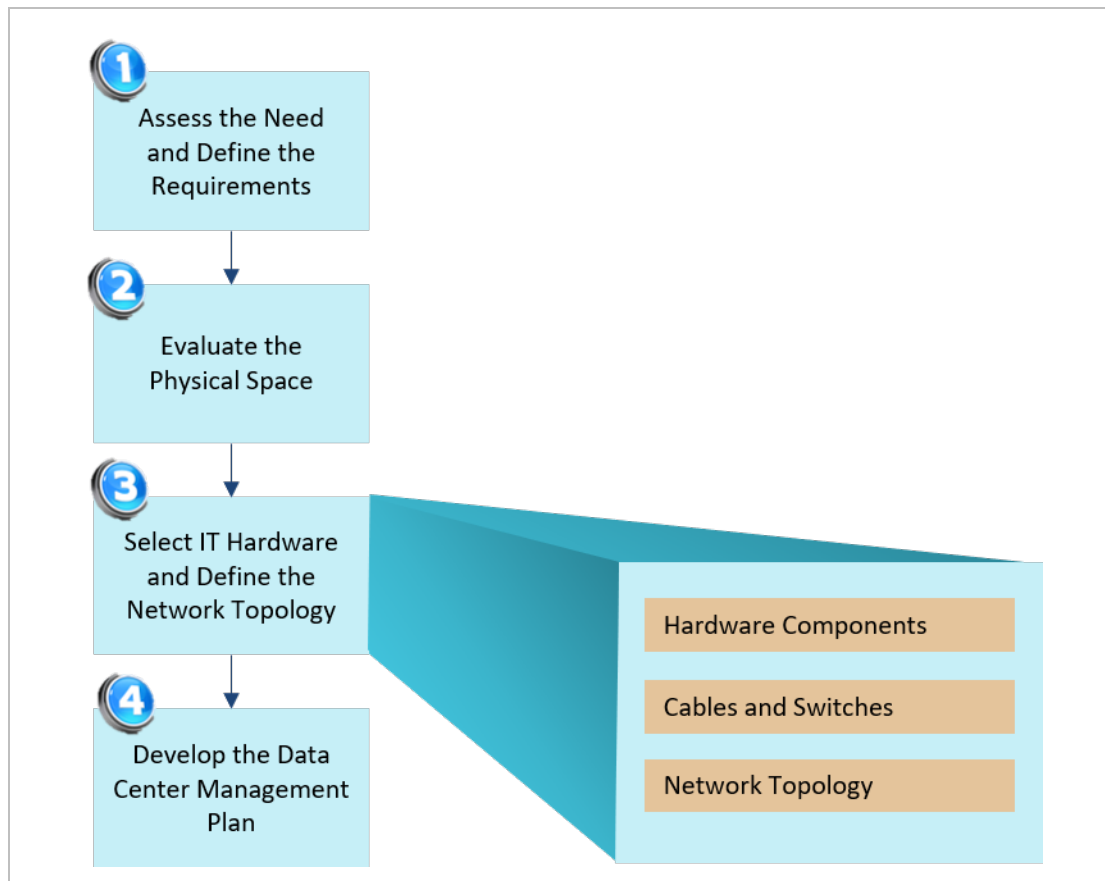 1
Assess the Need
and Define the
Requirements
2
Evaluate the
Physical Space
3
Select IT Hardware
and Define the
Network Topology
Hardware Components
Cables and Switches
Network Topology
4
Develop the Data
Center Management
Plan